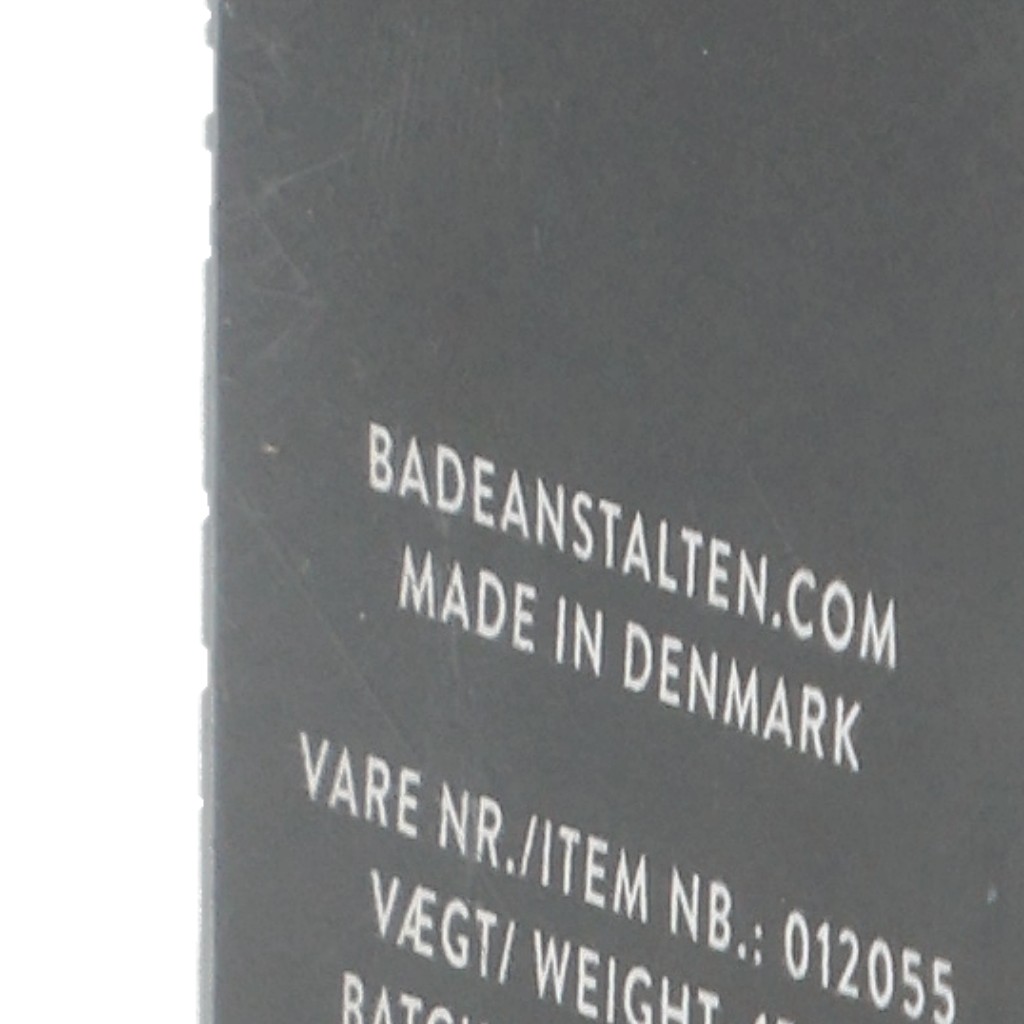 BADEANSTALTEN.COM
MADE IN DENMARK
VARE NR./ITEM NB.: 012055
VÆGT/ WEIGHT